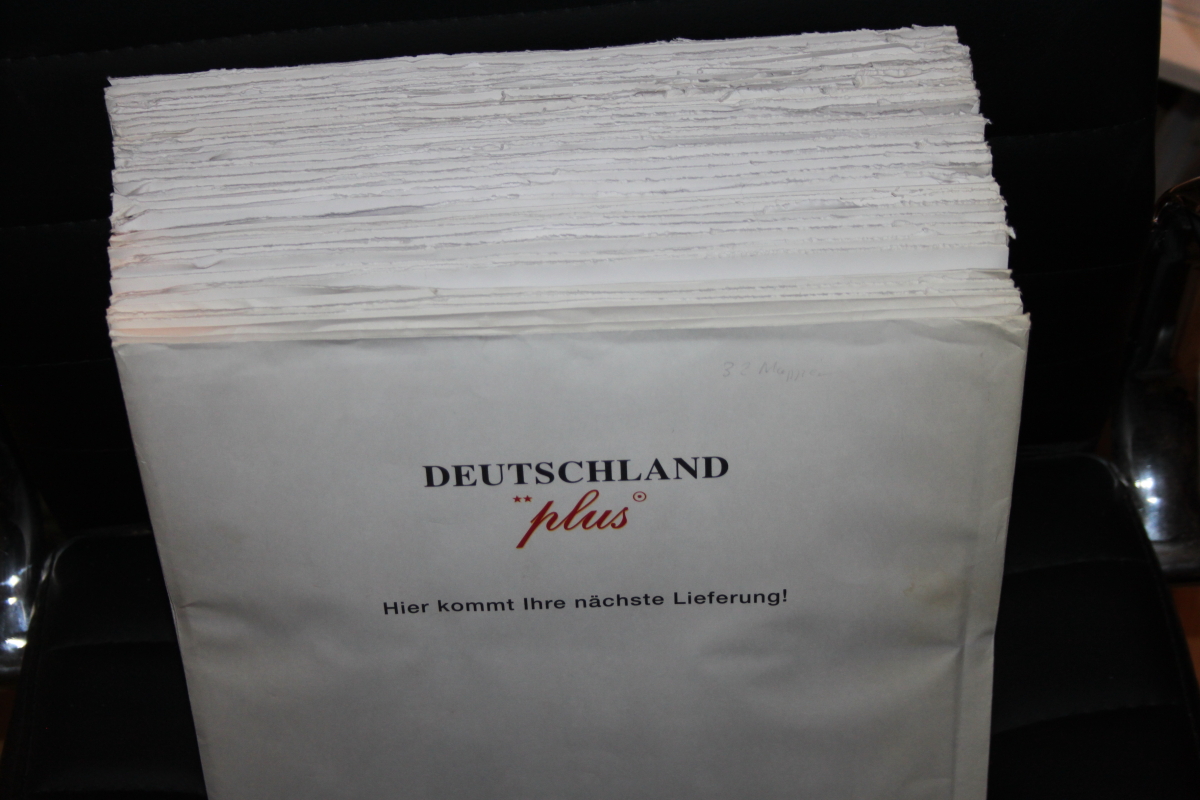 DEUTSCHLAND
plus
Hier kommt Ihre nächste Lieferung!